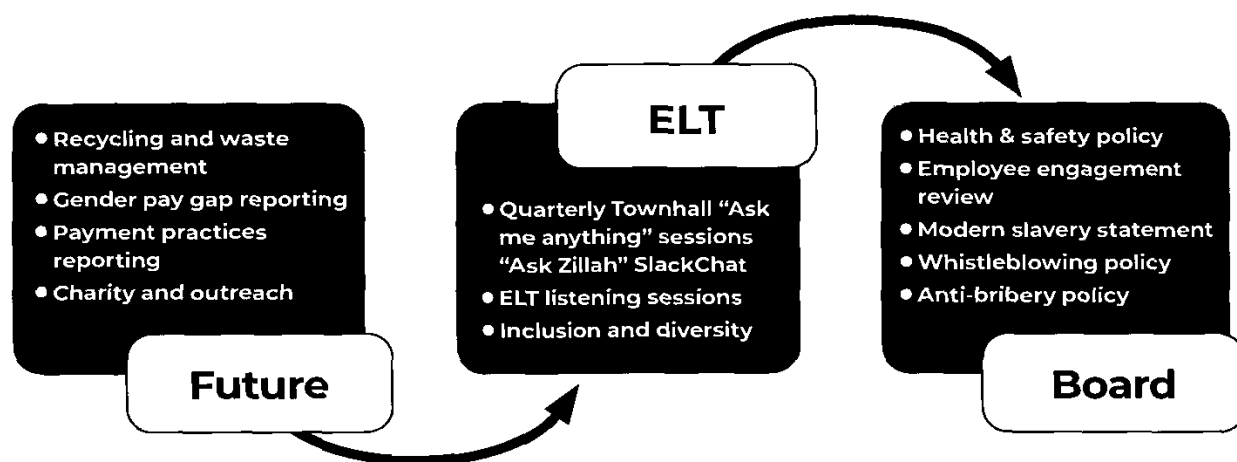 ● Recycling and waste
management
● Gender pay gap reporting
● Payment practices
reporting
● Charity and outreach
Future
ELT
● Quarterly Townhall “Ask
me anything” sessions
“Ask Zillah” SlackChat
● ELT listening sessions
● Inclusion and diversity
● Health & safety policy
● Employee engagement
review
● Modern slavery statement
● Whistleblowing policy
● Anti-bribery policy
Board